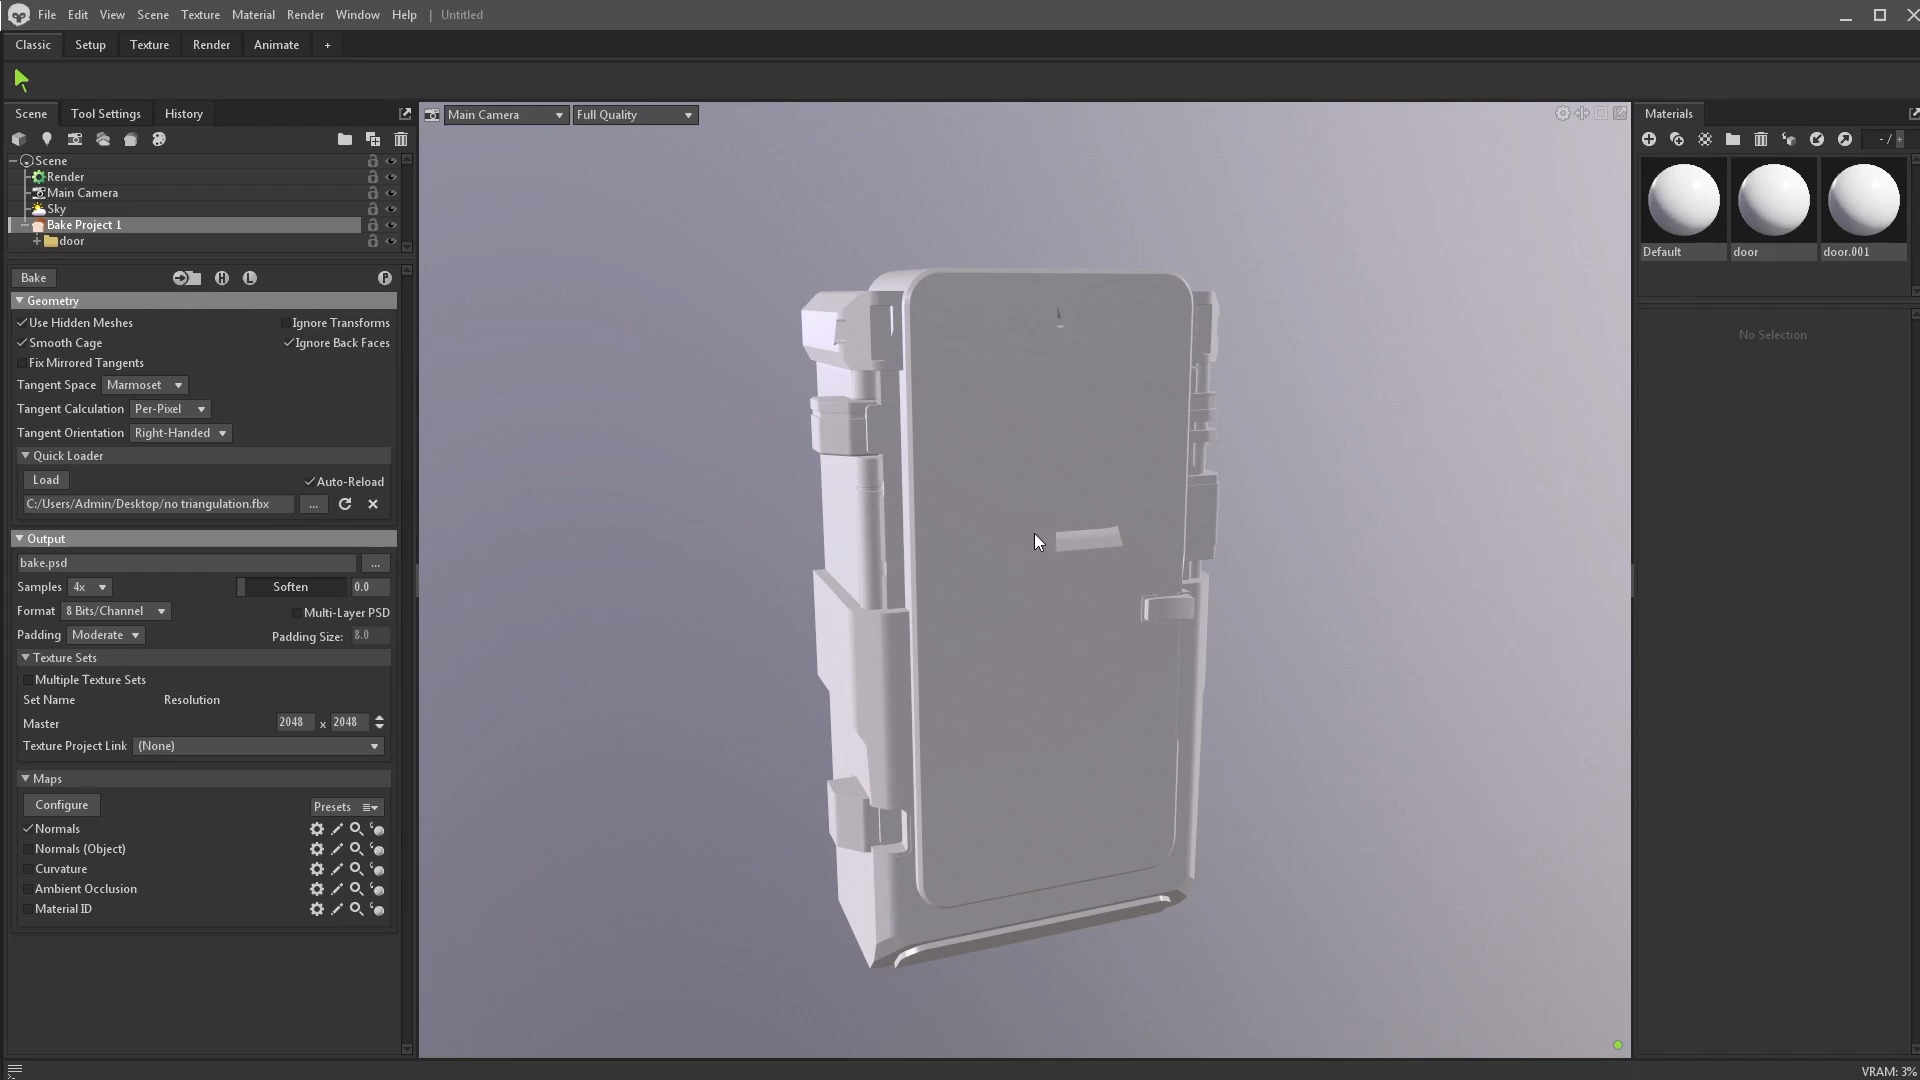 File Edit View Scene Texture Material Render Window Help | Untitled
Classic Setup Texture Render Animate +
Scene Tool Settings History
Main Camera Full Quality
Materials
- /
Scene
Render
Main Camera
Sky
Bake Project 1
door
Default door door.001
No Selection
Bake H L P
Geometry
Use Hidden Meshes Ignore Transforms
Smooth Cage Ignore Back Faces
Fix Mirrored Tangents
Tangent Space Marmoset
Tangent Calculation Per-Pixel
Tangent Orientation Right-Handed
Quick Loader
Load Auto-Reload
C:/Users/Admin/Desktop/no triangulation.fbx ...
Output
bake.psd ...
Samples 4x Soften 0.0
Format 8 Bits/Channel Multi-Layer PSD
Padding Moderate Padding Size: 8.0
Texture Sets
Multiple Texture Sets
Set Name Resolution
Master 2048 x 2048
Texture Project Link (None)
Maps
Configure Presets
Normals
Normals (Object)
Curvature
Ambient Occlusion
Material ID
VRAM: 3%